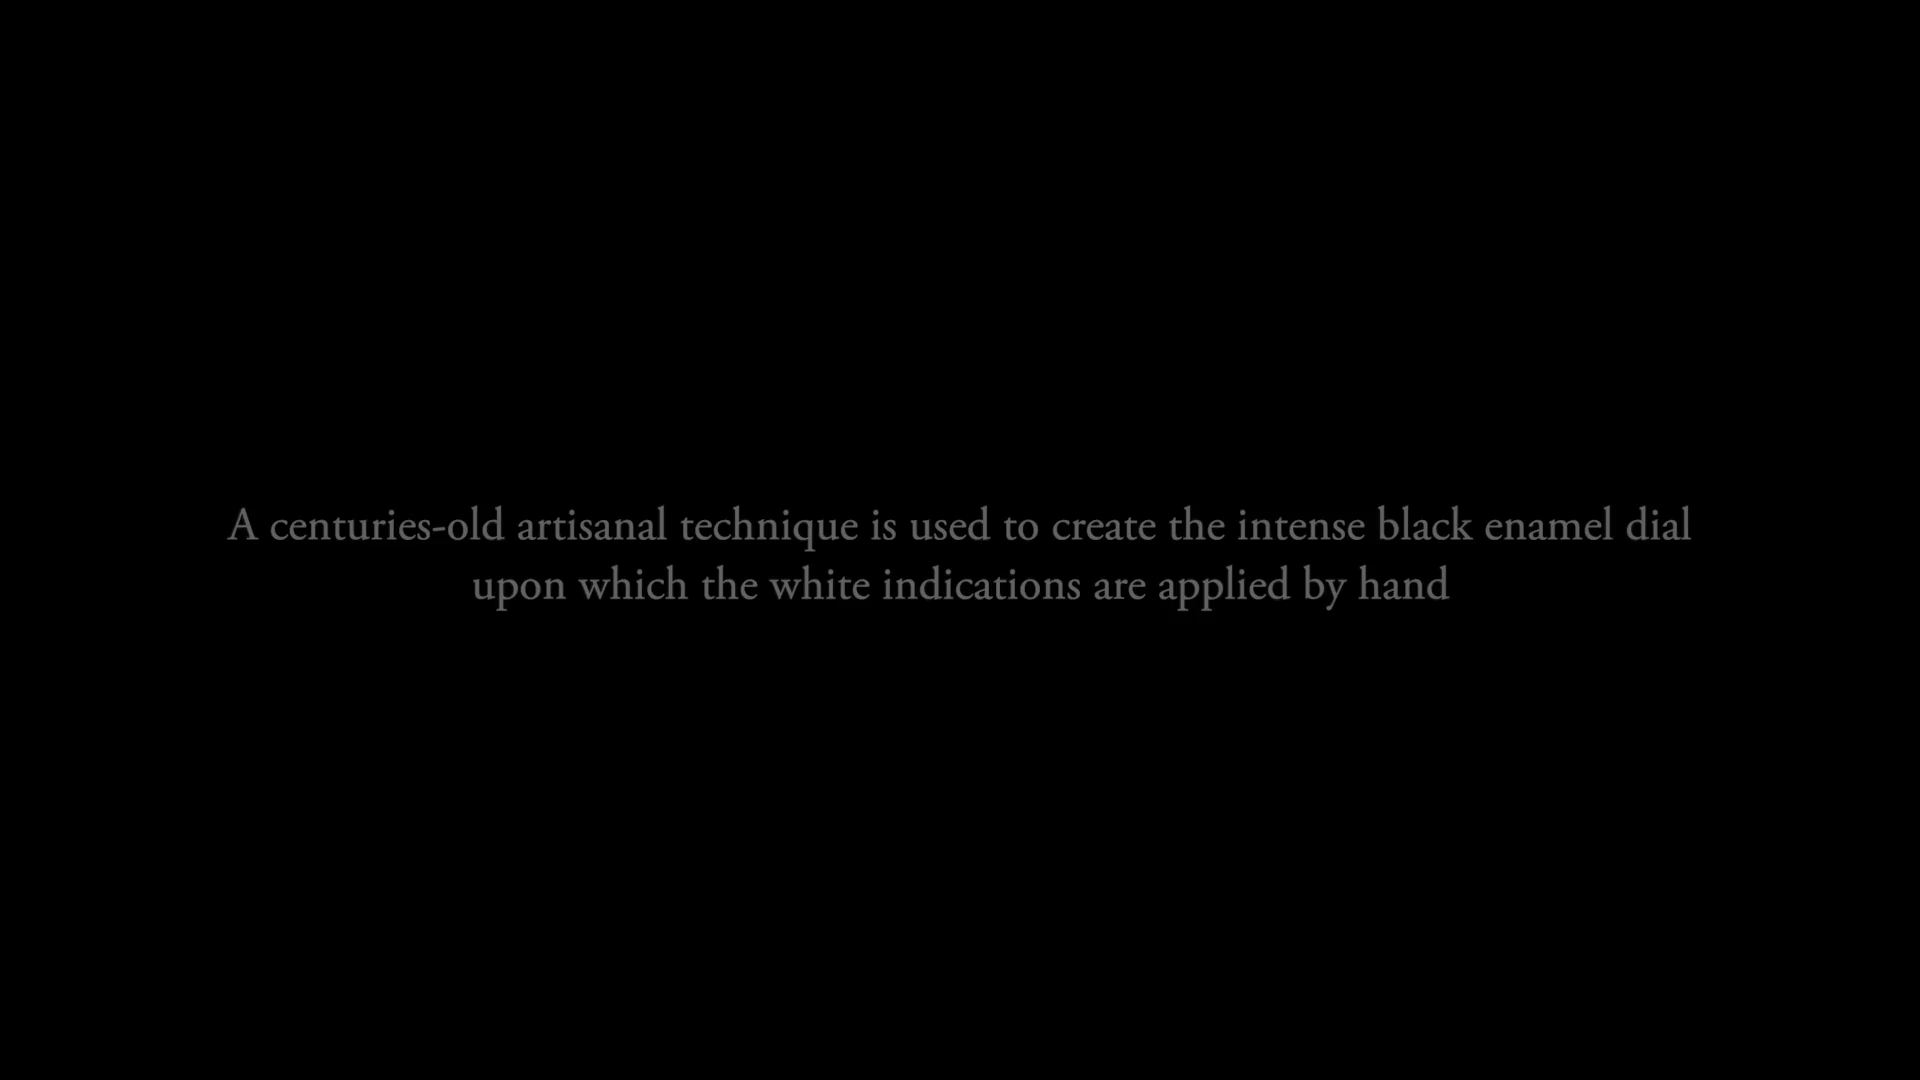 A centuries-old artisanal technique is used to create the intense black enamel dial
upon which the white indications are applied by hand